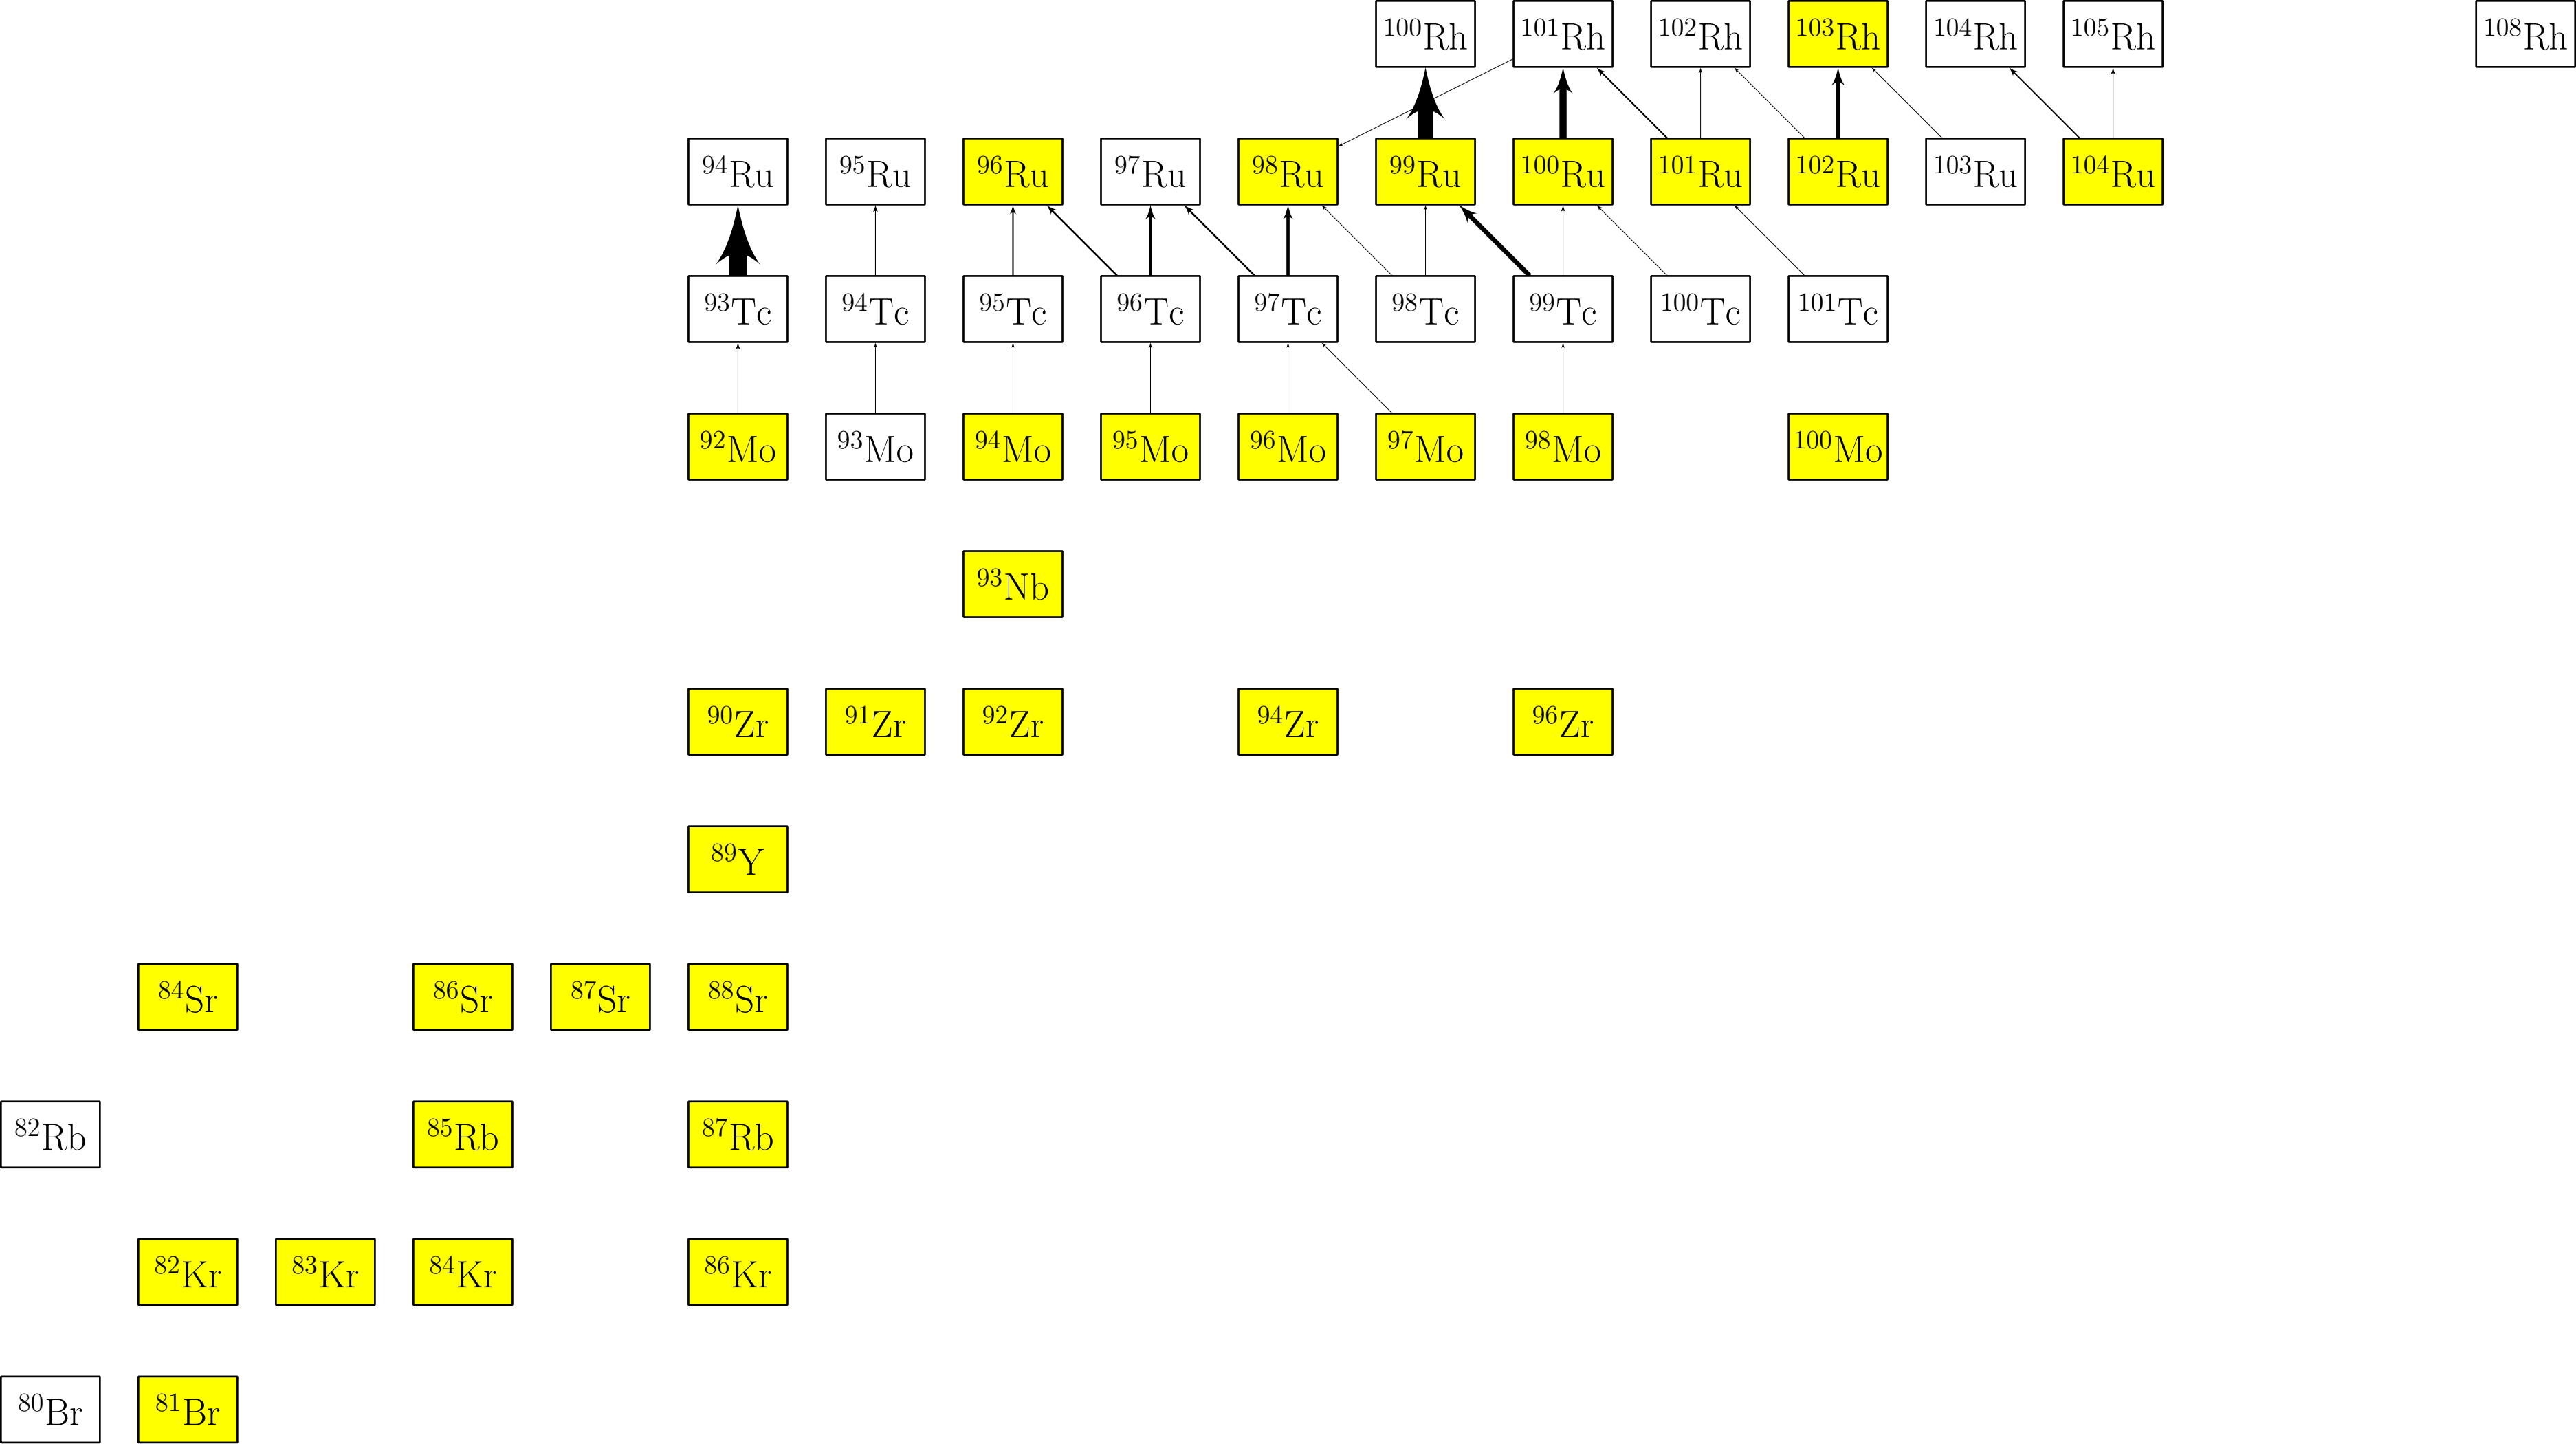 ¹⁰⁰Rh ¹⁰¹Rh ¹⁰²Rh ¹⁰³Rh ¹⁰⁴Rh ¹⁰⁵Rh ¹⁰⁸Rh
⁹⁴Ru ⁹⁵Ru ⁹⁶Ru ⁹⁷Ru ⁹⁸Ru ⁹⁹Ru ¹⁰⁰Ru ¹⁰¹Ru ¹⁰²Ru ¹⁰³Ru ¹⁰⁴Ru
⁹³Tc ⁹⁴Tc ⁹⁵Tc ⁹⁶Tc ⁹⁷Tc ⁹⁸Tc ⁹⁹Tc ¹⁰⁰Tc ¹⁰¹Tc
⁹²Mo ⁹³Mo ⁹⁴Mo ⁹⁵Mo ⁹⁶Mo ⁹⁷Mo ⁹⁸Mo ¹⁰⁰Mo
⁹³Nb
⁹⁰Zr ⁹¹Zr ⁹²Zr ⁹⁴Zr ⁹⁶Zr
⁸⁹Y
⁸⁴Sr ⁸⁶Sr ⁸⁷Sr ⁸⁸Sr
⁸²Rb ⁸⁵Rb ⁸⁷Rb
⁸²Kr ⁸³Kr ⁸⁴Kr ⁸⁶Kr
⁸⁰Br ⁸¹Br